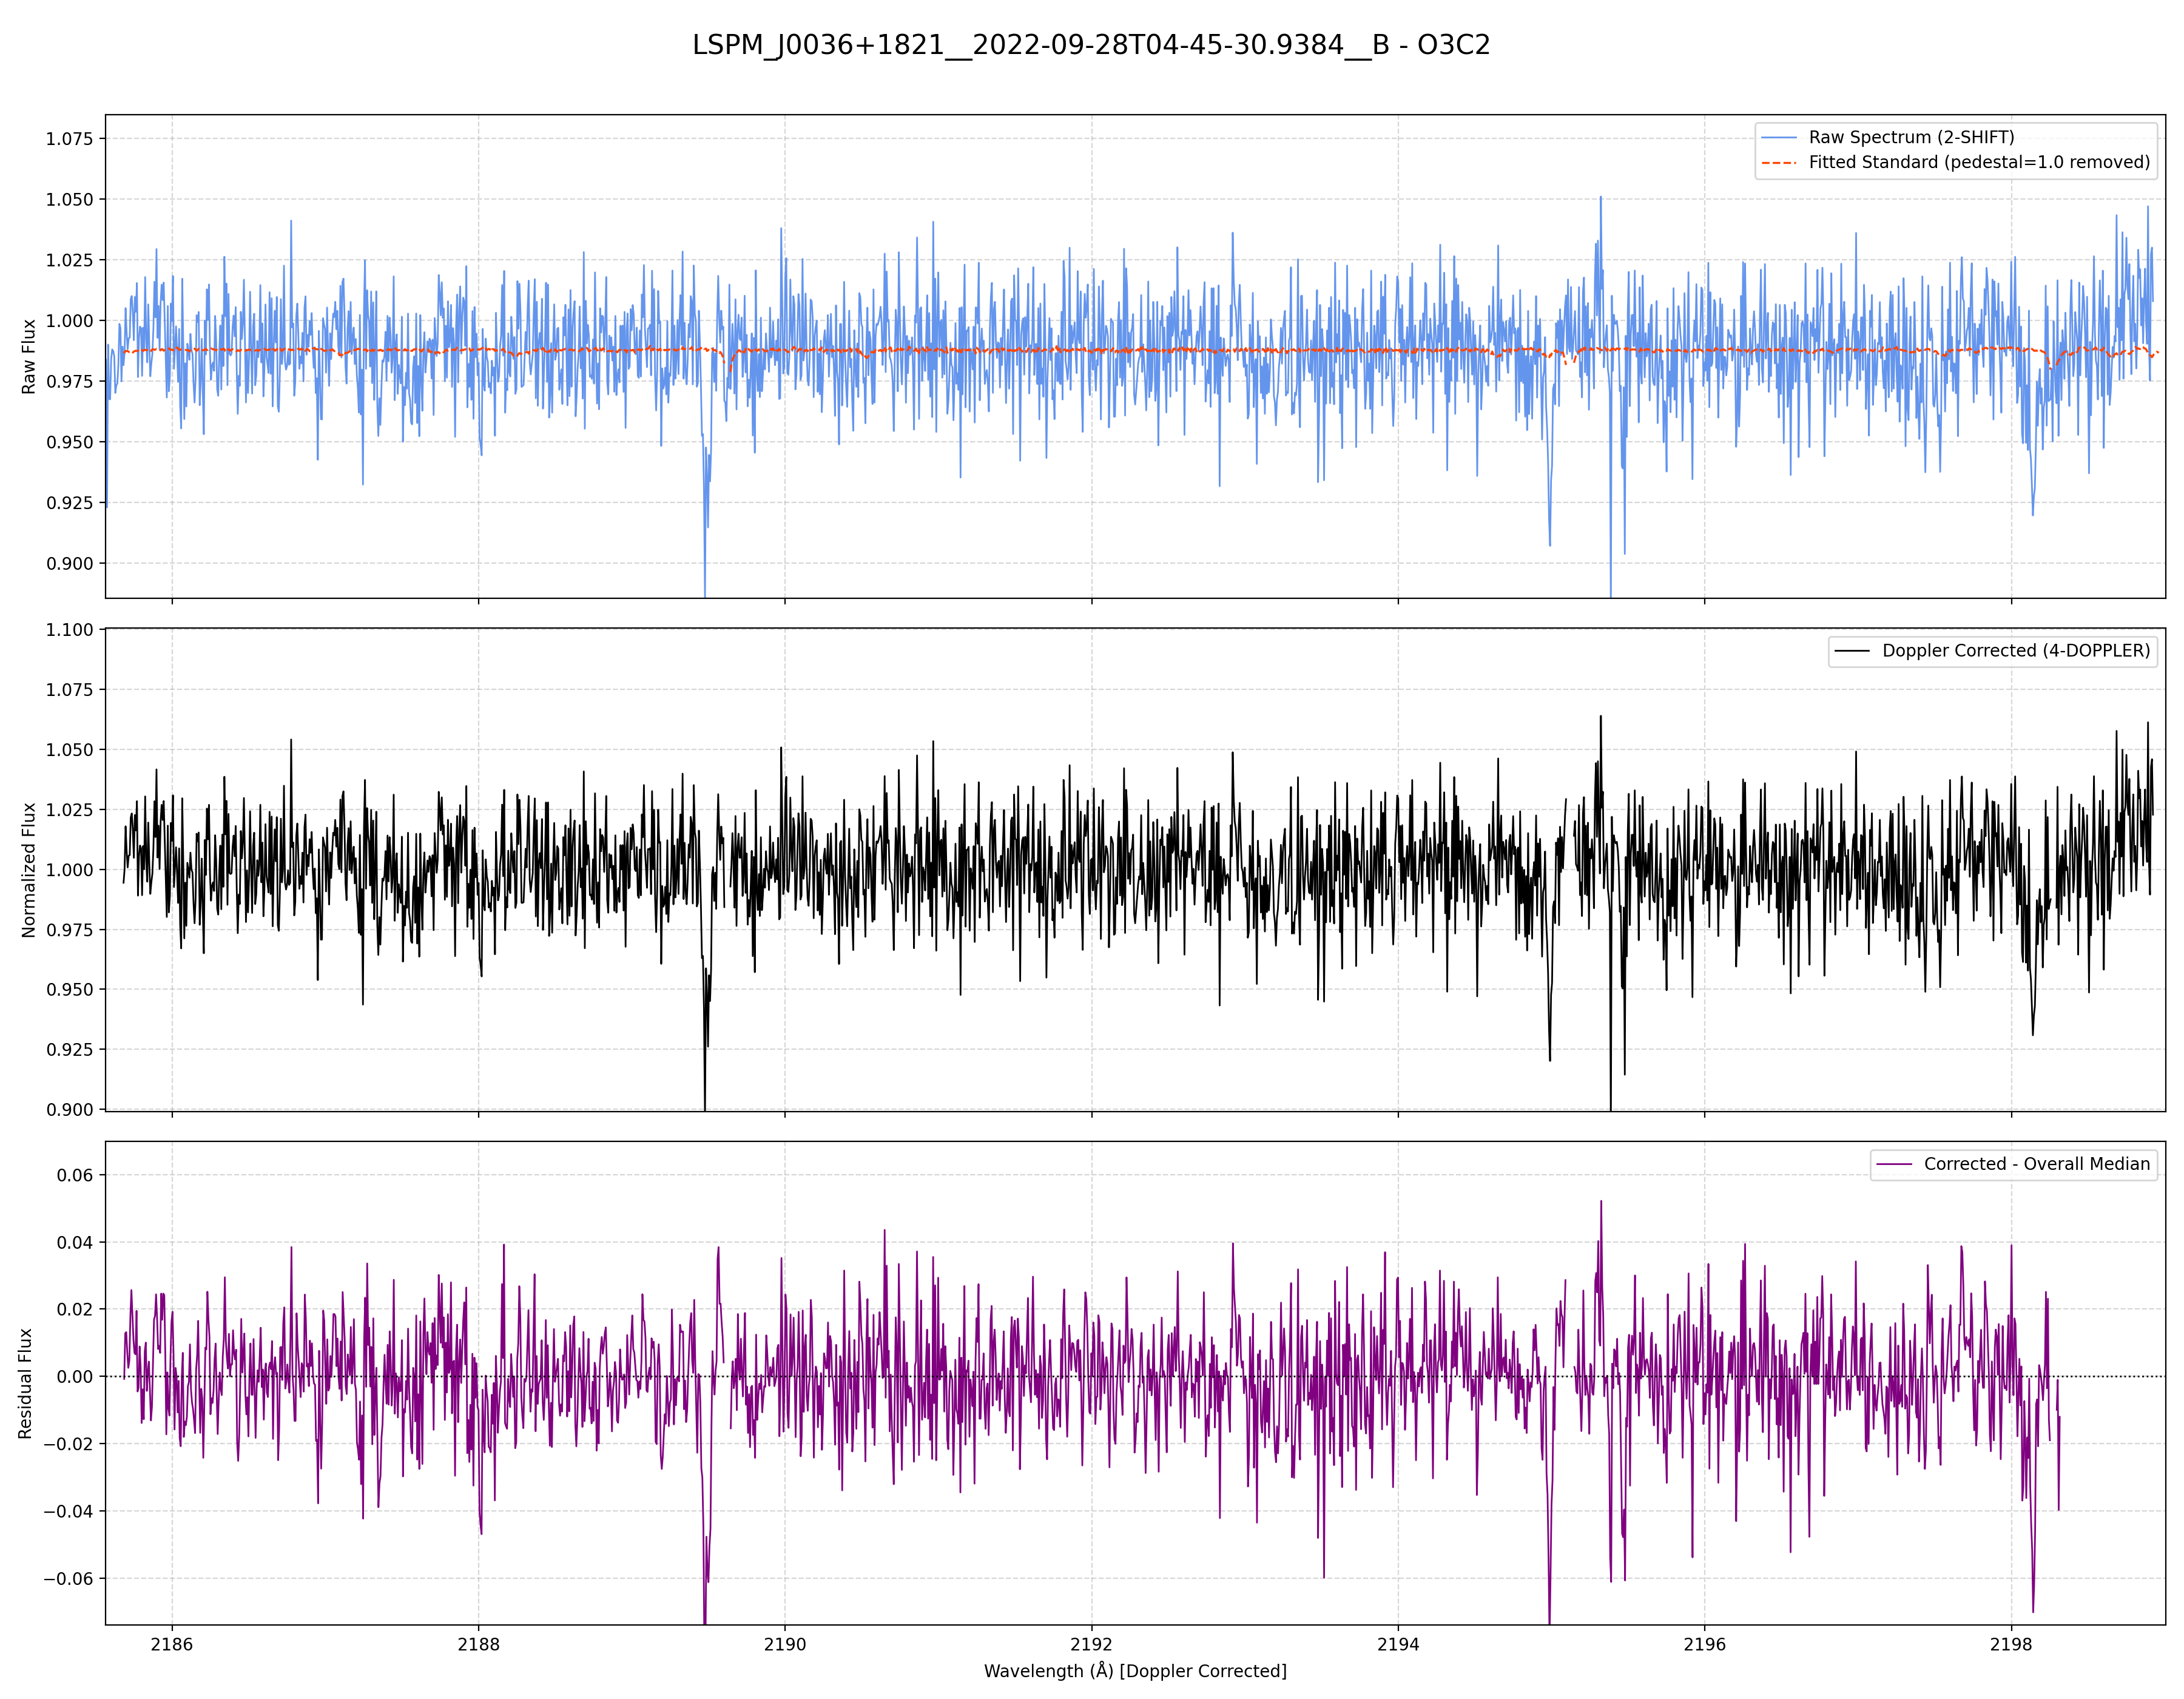 LSPM_J0036+1821__2022-09-28T04-45-30.9384__B - O3C2
Raw Flux
1.075
1.050
1.025
1.000
0.975
0.950
0.925
0.900
Raw Spectrum (2-SHIFT)
Fitted Standard (pedestal=1.0 removed)
Normalized Flux
1.100
1.075
1.050
1.025
1.000
0.975
0.950
0.925
0.900
Doppler Corrected (4-DOPPLER)
Residual Flux
0.06
0.04
0.02
0.00
−0.02
−0.04
−0.06
Corrected - Overall Median
2186 2188 2190 2192 2194 2196 2198
Wavelength (Å) [Doppler Corrected]